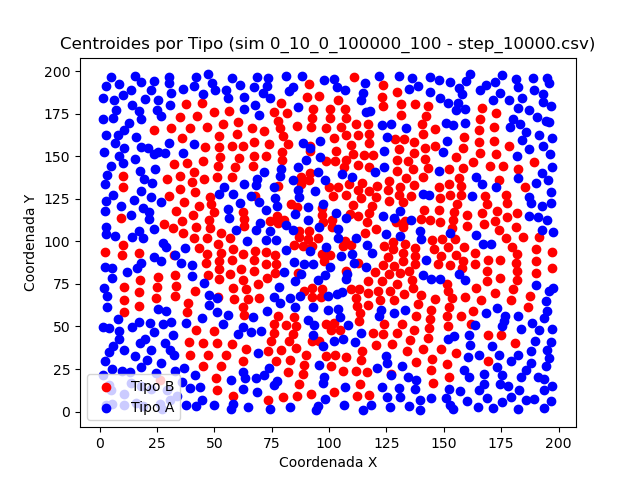 Centroides por Tipo (sim 0_10_0_100000_100 - step_10000.csv)
200
175
150
125
100
75
50
25
0
Coordenada Y
Tipo B
Tipo A
0 25 50 75 100 125 150 175 200
Coordenada X